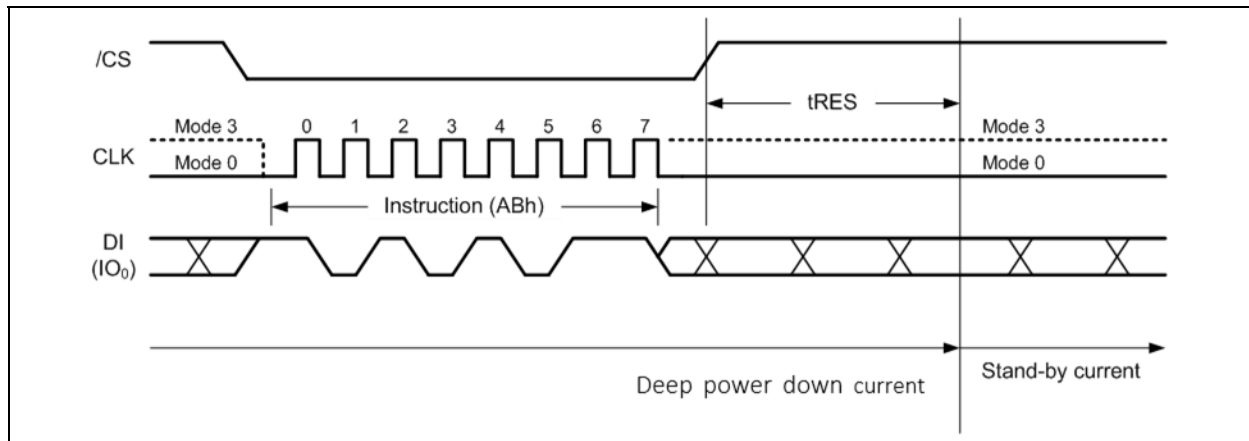 /CS
tRES
Mode 3 0 1 2 3 4 5 6 7 Mode 3
CLK
Mode 0 Mode 0
Instruction (ABh)
DI
(IO₀)
Deep power down current
Stand-by current